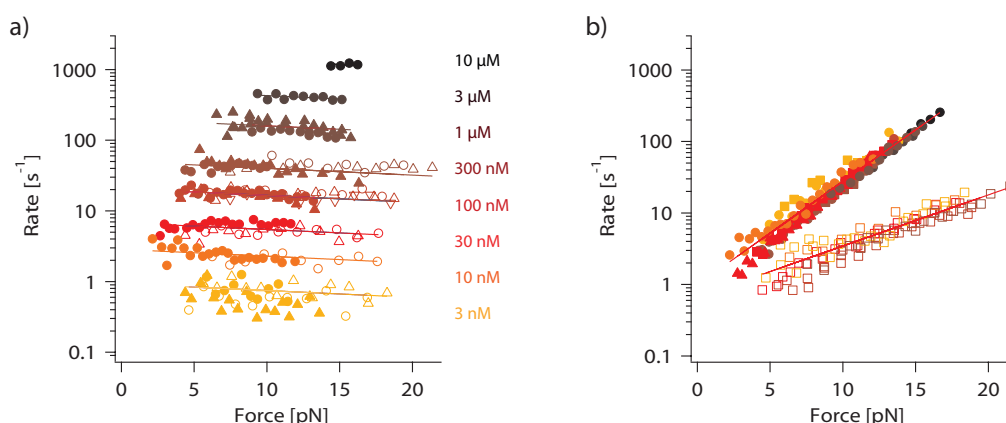 a)
1000
100
10
1
0.1
Rate [s⁻¹]
0 5 10 15 20
Force [pN]
10 µM
3 µM
1 µM
300 nM
100 nM
30 nM
10 nM
3 nM
b)
1000
100
10
1
0.1
Rate [s⁻¹]
0 5 10 15 20
Force [pN]